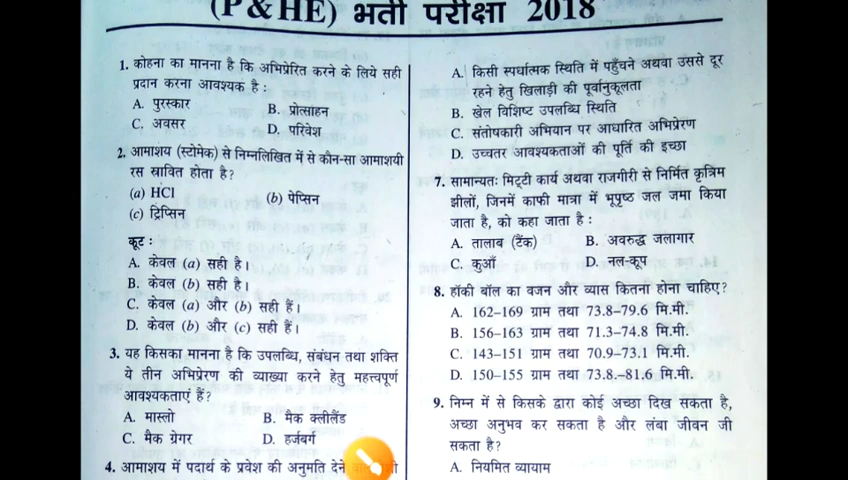 (P & HE) भर्ती परीक्षा 2018
1. कोहना का मानना है कि अभिप्रेरित करने के लिये सही
प्रदान करना आवश्यक है :
A. पुरस्कार B. प्रोत्साहन
C. अवसर D. परिवेश
2. आमाशय (स्टोमेक) से निम्नलिखित में से कौन-सा आमाशयी
रस स्रावित होता है?
(a) HCl (b) पेप्सिन
(c) ट्रिप्सिन
कूट :
A. केवल (a) सही है।
B. केवल (b) सही है।
C. केवल (a) और (b) सही हैं।
D. केवल (b) और (c) सही हैं।
3. यह किसका मानना है कि उपलब्धि, संबंधन तथा शक्ति
ये तीन अभिप्रेरण की व्याख्या करने हेतु महत्त्वपूर्ण
आवश्यकताएं हैं?
A. मास्लो B. मैक क्लीलैंड
C. मैक ग्रेगर D. हर्जबर्ग
4. आमाशय में पदार्थ के प्रवेश की अनुमति देने
A. किसी स्पर्धात्मक स्थिति में पहुँचने अथवा उससे दूर
रहने हेतु खिलाड़ी की पूर्वानुकूलता
B. खेल विशिष्ट उपलब्धि स्थिति
C. संतोषकारी अभियान पर आधारित अभिप्रेरण
D. उच्चतर आवश्यकताओं की पूर्ति की इच्छा
7. सामान्यतः मिट्टी कार्य अथवा राजगीरी से निर्मित कृत्रिम
झीलों, जिनमें काफी मात्रा में भूपृष्ठ जल जमा किया
जाता है, को कहा जाता है :
A. तालाब (टैंक) B. अवरुद्ध जलागार
C. कुआँ D. नल-कूप
8. हॉकी बॉल का वजन और व्यास कितना होना चाहिए?
A. 162–169 ग्राम तथा 73.8–79.6 मि.मी.
B. 156–163 ग्राम तथा 71.3–74.8 मि.मी.
C. 143–151 ग्राम तथा 70.9–73.1 मि.मी.
D. 150–155 ग्राम तथा 73.8.–81.6 मि.मी.
9. निम्न में से किसके द्वारा कोई अच्छा दिख सकता है,
अच्छा अनुभव कर सकता है और लंबा जीवन जी
सकता है?
A. नियमित व्यायाम